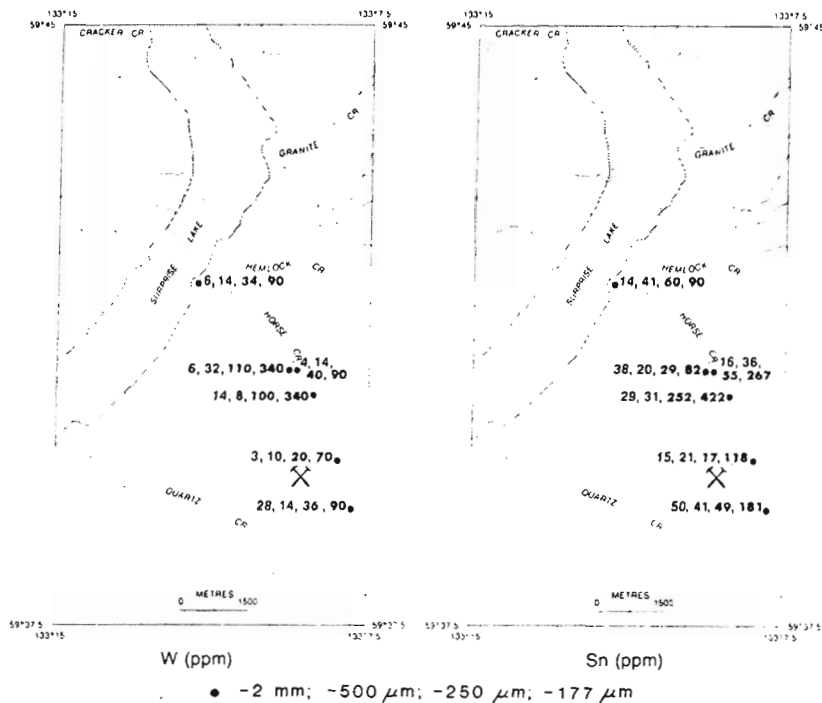 133°15
133°7.5
133°15
133°7.5
59°45
59°45
59°45
59°45
CRACKER CR
CRACKER CR
GRANITE CR
GRANITE CR
SURPRISE LAKE
SURPRISE LAKE
HEMLOCK CR
HEMLOCK CR
6, 14, 34, 90
14, 41, 60, 90
HORSE CR
HORSE CR
6, 32, 110, 340
4, 14,
40, 90
38, 20, 29, 82
16, 36,
55, 267
14, 8, 100, 340
29, 31, 252, 422
3, 10, 20, 70
15, 21, 17, 118
QUARTZ CR
QUARTZ CR
28, 14, 36, 90
50, 41, 49, 181
METRES
0 1500
METRES
0 1500
59°37.5
59°37.5
133°15
133°7.5
133°15
W (ppm)
Sn (ppm)
-2 mm; -500 μm; -250 μm; -177 μm